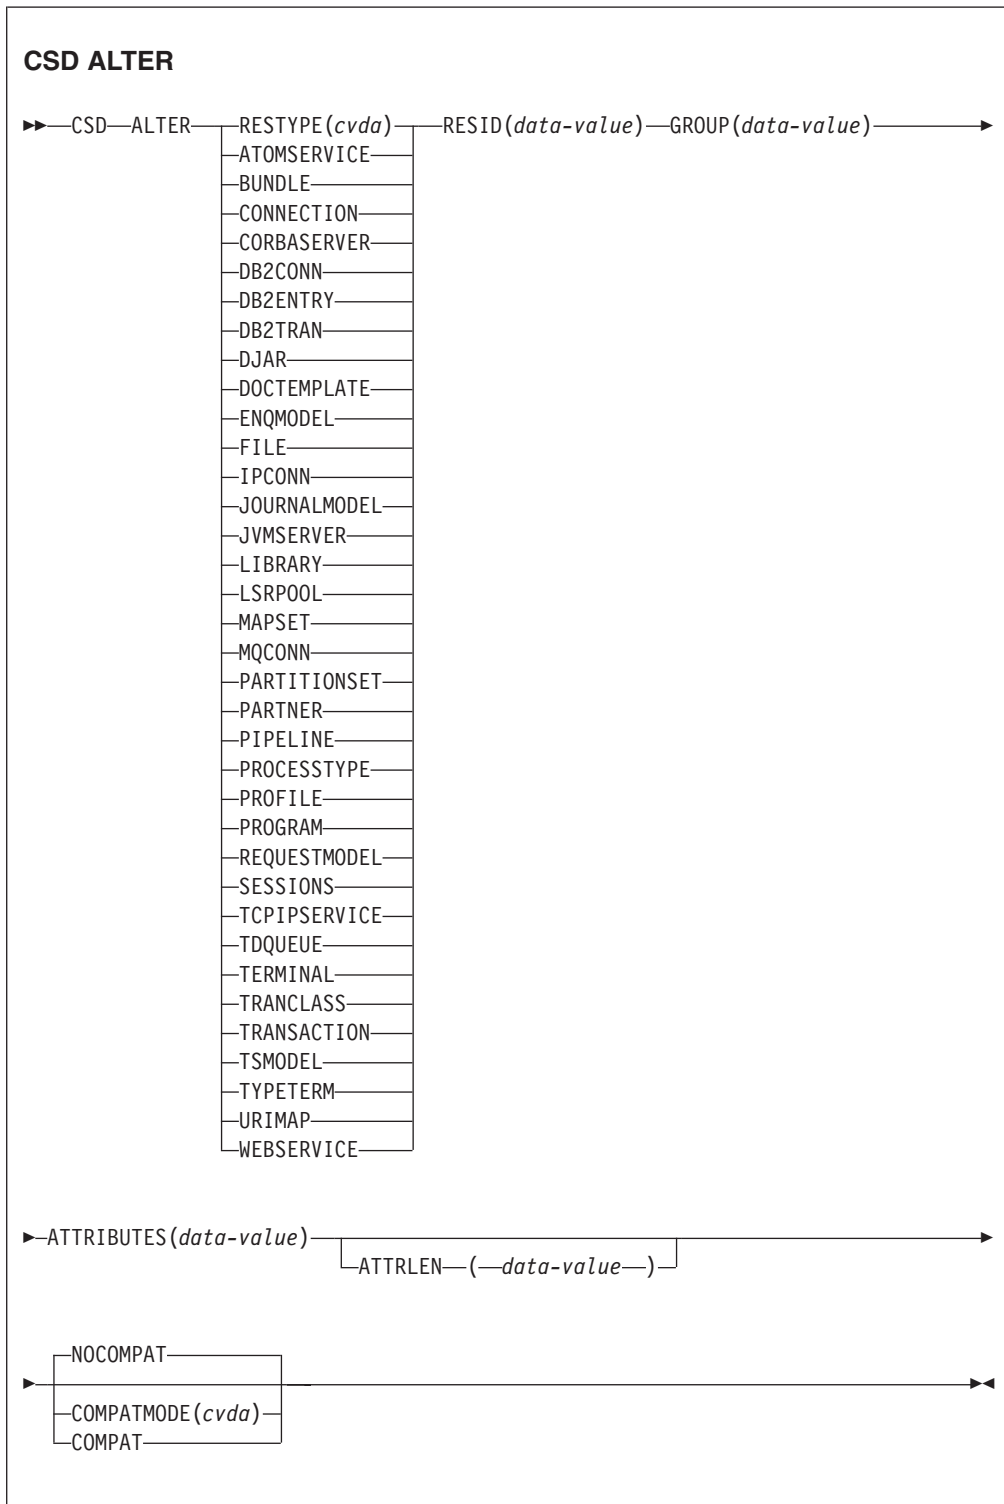 CSD ALTER
CSD ALTER RESTYPE(cvda) RESID(data-value) GROUP(data-value)
ATOMSERVICE
BUNDLE
CONNECTION
CORBASERVER
DB2CONN
DB2ENTRY
DB2TRAN
DJAR
DOCTEMPLATE
ENQMODEL
FILE
IPCONN
JOURNALMODEL
JVMSERVER
LIBRARY
LSRPOOL
MAPSET
MQCONN
PARTITIONSET
PARTNER
PIPELINE
PROCESSTYPE
PROFILE
PROGRAM
REQUESTMODEL
SESSIONS
TCPIPSERVICE
TDQUEUE
TERMINAL
TRANCLASS
TRANSACTION
TSMODEL
TYPETERM
URIMAP
WEBSERVICE
ATTRIBUTES(data-value)
ATTRLEN ( data-value )
NOCOMPAT
COMPATMODE(cvda)
COMPAT